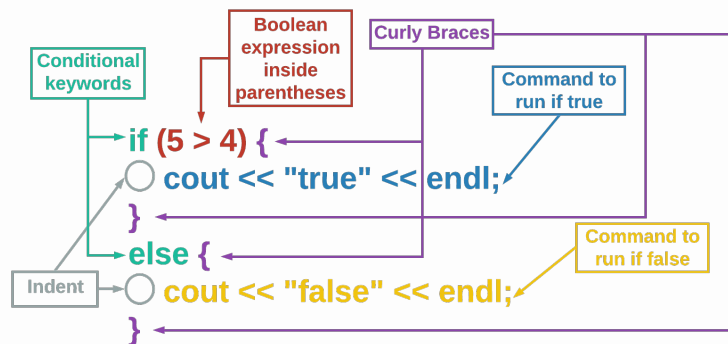 Boolean
expression
inside
parentheses
Curly Braces
Conditional
keywords
Command to
run if true
if (5 > 4) {
cout << "true" << endl;
}
else {
Command to
run if false
Indent
cout << "false" << endl;
}